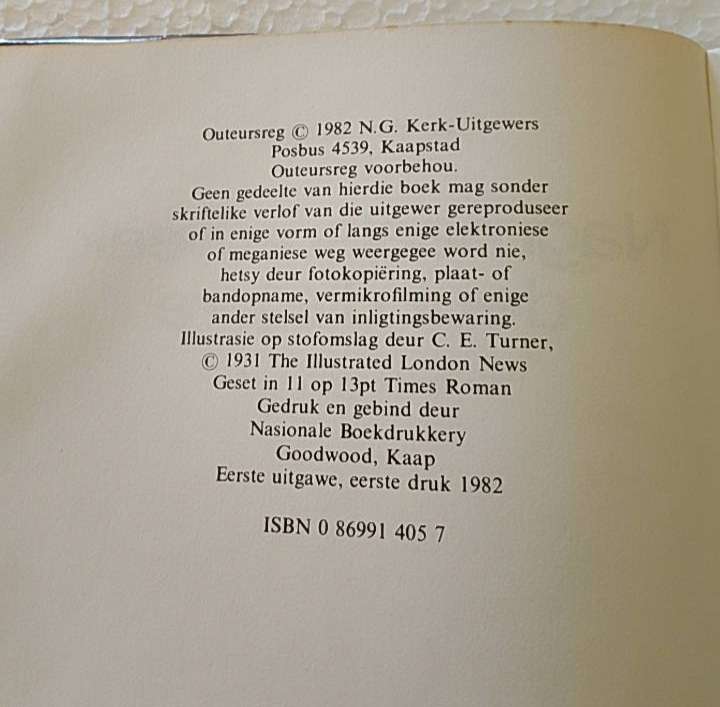 Outeursreg © 1982 N.G. Kerk-Uitgewers
Posbus 4539, Kaapstad
Outeursreg voorbehou.
Geen gedeelte van hierdie boek mag sonder
skriftelike verlof van die uitgewer gereproduseer
of in enige vorm of langs enige elektroniese
of meganiese weg weergegee word nie,
hetsy deur fotokopiëring, plaat- of
bandopname, vermikrofilming of enige
ander stelsel van inligtingsbewaring.
Illustrasie op stofomslag deur C. E. Turner,
© 1931 The Illustrated London News
Geset in 11 op 13pt Times Roman
Gedruk en gebind deur
Nasionale Boekdrukkery
Goodwood, Kaap
Eerste uitgawe, eerste druk 1982
ISBN 0 86991 405 7